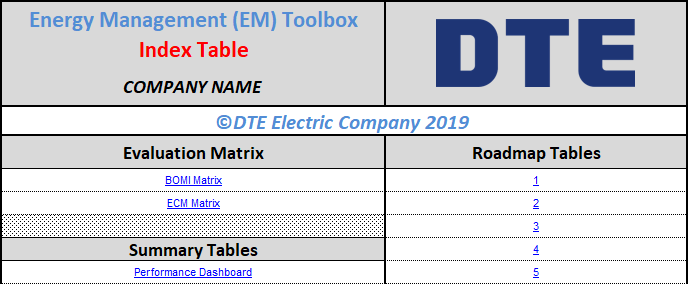 Energy Management (EM) Toolbox
Index Table
COMPANY NAME
DTE
©DTE Electric Company 2019
Evaluation Matrix
Roadmap Tables
BOMI Matrix
1
ECM Matrix
2
3
Summary Tables
4
Performance Dashboard
5